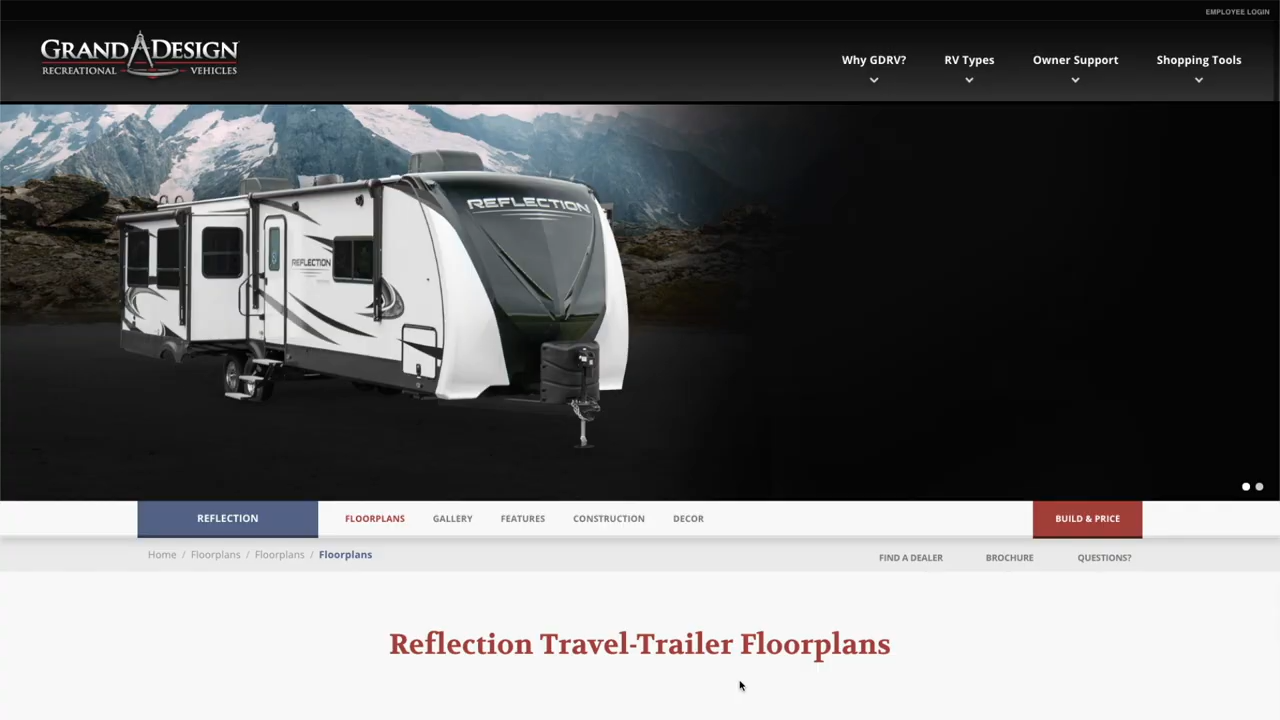 EMPLOYEE LOGIN
GRAND DESIGN
RECREATIONAL VEHICLES
Why GDRV?
RV Types
Owner Support
Shopping Tools
REFLECTION
REFLECTION
REFLECTION
FLOORPLANS
GALLERY
FEATURES
CONSTRUCTION
DECOR
BUILD & PRICE
Home / Floorplans / Floorplans / Floorplans
FIND A DEALER
BROCHURE
QUESTIONS?
Reflection Travel-Trailer Floorplans